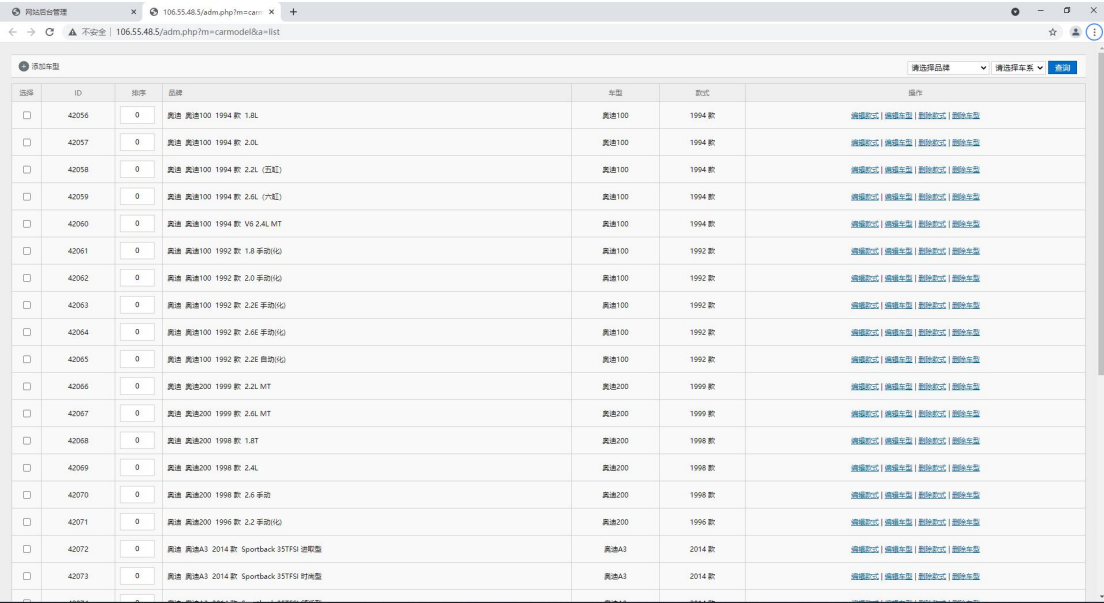 网站后台管理 × 106.55.48.5/adm.php?m=carm × +
不安全 | 106.55.48.5/adm.php?m=carmodel&a=list
添加车型 请选择品牌 请选择车系 查询
选择 ID 排序 品牌 车型 款式 操作
42056 0 奥迪 奥迪100 1994 款 1.8L 奥迪100 1994 款 编辑款式 | 编辑车型 | 删除款式 | 删除车型
42057 0 奥迪 奥迪100 1994 款 2.0L 奥迪100 1994 款 编辑款式 | 编辑车型 | 删除款式 | 删除车型
42058 0 奥迪 奥迪100 1994 款 2.2L (五缸) 奥迪100 1994 款 编辑款式 | 编辑车型 | 删除款式 | 删除车型
42059 0 奥迪 奥迪100 1994 款 2.6L (六缸) 奥迪100 1994 款 编辑款式 | 编辑车型 | 删除款式 | 删除车型
42060 0 奥迪 奥迪100 1994 款 V6 2.4L MT 奥迪100 1994 款 编辑款式 | 编辑车型 | 删除款式 | 删除车型
42061 0 奥迪 奥迪100 1992 款 1.8 手动(化) 奥迪100 1992 款 编辑款式 | 编辑车型 | 删除款式 | 删除车型
42062 0 奥迪 奥迪100 1992 款 2.0 手动(化) 奥迪100 1992 款 编辑款式 | 编辑车型 | 删除款式 | 删除车型
42063 0 奥迪 奥迪100 1992 款 2.2E 手动(化) 奥迪100 1992 款 编辑款式 | 编辑车型 | 删除款式 | 删除车型
42064 0 奥迪 奥迪100 1992 款 2.6E 手动(化) 奥迪100 1992 款 编辑款式 | 编辑车型 | 删除款式 | 删除车型
42065 0 奥迪 奥迪100 1992 款 2.2E 自动(化) 奥迪100 1992 款 编辑款式 | 编辑车型 | 删除款式 | 删除车型
42066 0 奥迪 奥迪200 1999 款 2.2L MT 奥迪200 1999 款 编辑款式 | 编辑车型 | 删除款式 | 删除车型
42067 0 奥迪 奥迪200 1999 款 2.6L MT 奥迪200 1999 款 编辑款式 | 编辑车型 | 删除款式 | 删除车型
42068 0 奥迪 奥迪200 1998 款 1.8T 奥迪200 1998 款 编辑款式 | 编辑车型 | 删除款式 | 删除车型
42069 0 奥迪 奥迪200 1998 款 2.4L 奥迪200 1998 款 编辑款式 | 编辑车型 | 删除款式 | 删除车型
42070 0 奥迪 奥迪200 1998 款 2.6 手动 奥迪200 1998 款 编辑款式 | 编辑车型 | 删除款式 | 删除车型
42071 0 奥迪 奥迪200 1996 款 2.2 手动(化) 奥迪200 1996 款 编辑款式 | 编辑车型 | 删除款式 | 删除车型
42072 0 奥迪 奥迪A3 2014 款 Sportback 35TFSI 进取型 奥迪A3 2014 款 编辑款式 | 编辑车型 | 删除款式 | 删除车型
42073 0 奥迪 奥迪A3 2014 款 Sportback 35TFSI 时尚型 奥迪A3 2014 款 编辑款式 | 编辑车型 | 删除款式 | 删除车型